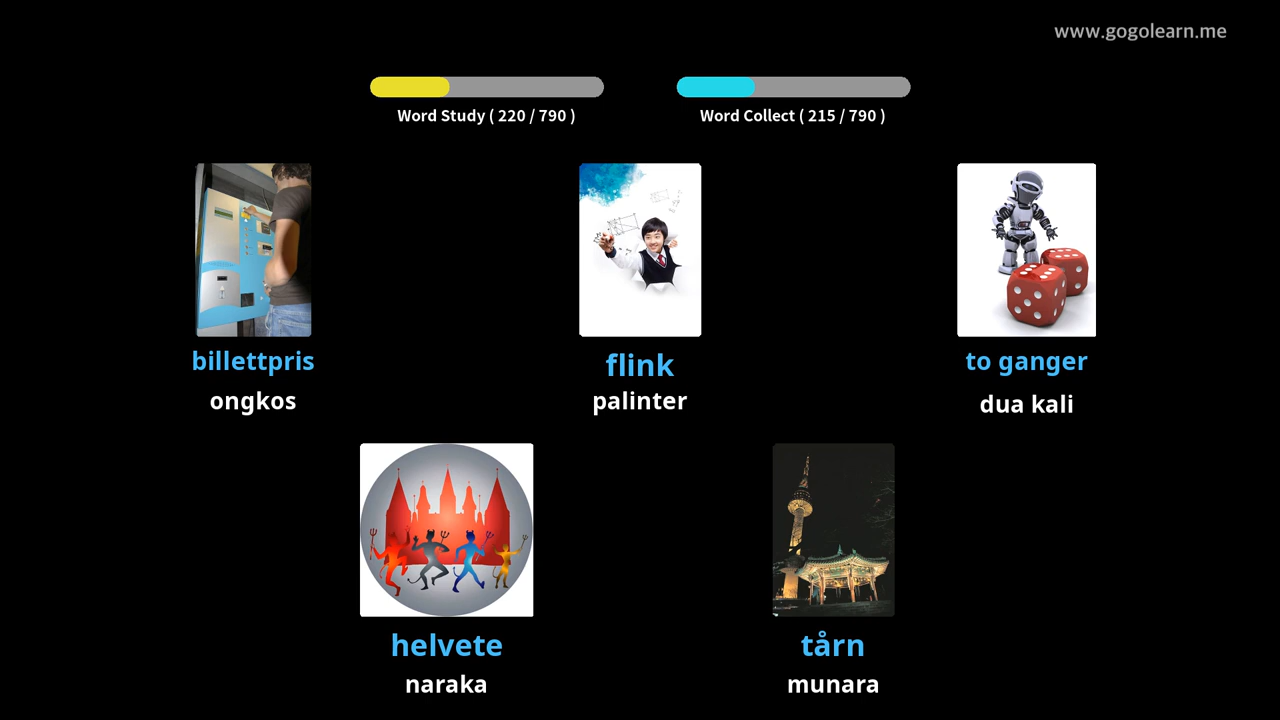 www.gogolearn.me
Word Study ( 220 / 790 )
Word Collect ( 215 / 790 )
billettpris
ongkos
flink
palinter
to ganger
dua kali
helvete
naraka
tårn
munara